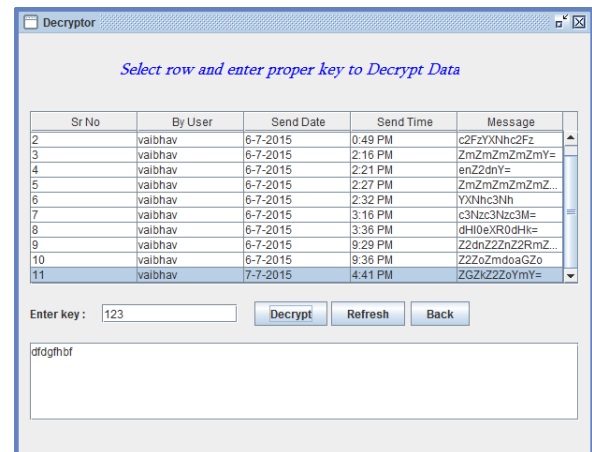 Decryptor
Select row and enter proper key to Decrypt Data
Sr No By User Send Date Send Time Message
2 vaibhav 6-7-2015 0:49 PM c2FzYXNhc2Fz
3 vaibhav 6-7-2015 2:16 PM ZmZmZmZmZmY=
4 vaibhav 6-7-2015 2:21 PM enZ2dnY=
5 vaibhav 6-7-2015 2:27 PM ZmZmZmZmZmZ...
6 vaibhav 6-7-2015 2:32 PM YXNhc3Nh
7 vaibhav 6-7-2015 3:16 PM c3Nzc3Nzc3M=
8 vaibhav 6-7-2015 3:36 PM dHl0eXR0dHk=
9 vaibhav 6-7-2015 9:29 PM Z2dnZ2ZnZ2RmZ...
10 vaibhav 6-7-2015 9:36 PM Z2ZoZmdoaGZo
11 vaibhav 7-7-2015 4:41 PM ZGZkZ2ZoYmY=
Enter key : 123 Decrypt Refresh Back
dfdgfhbf